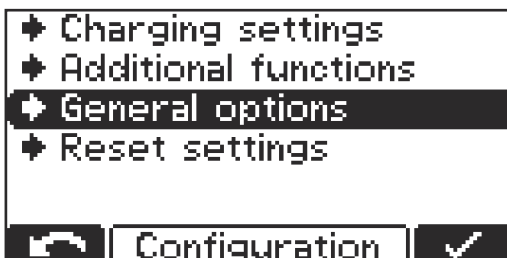 Charging settings
Additional functions
General options
Reset settings
Configuration